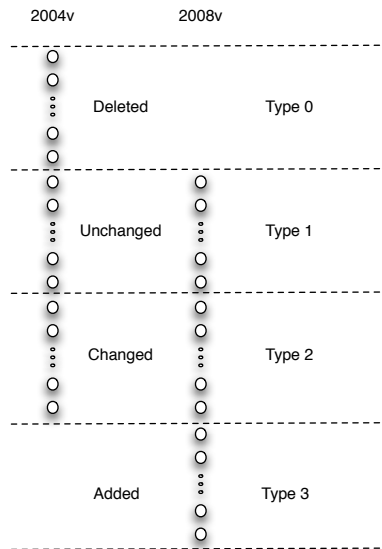 2004v 2008v
Deleted Type 0
Unchanged Type 1
Changed Type 2
Added Type 3